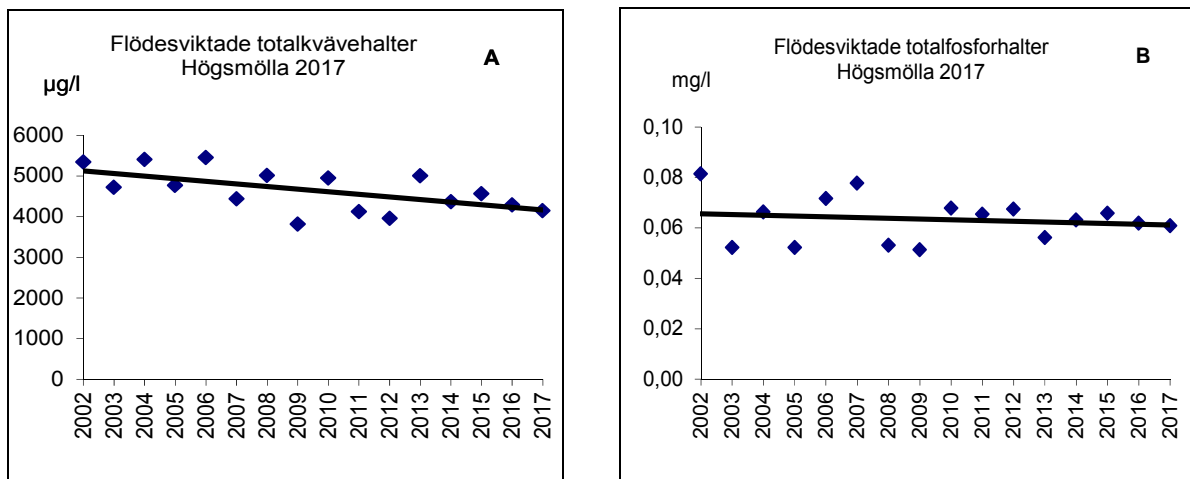 Flödesviktade totalkvävehalter
Högsmölla 2017
A
µg/l
6000
5000
4000
3000
2000
1000
0
2002 2003 2004 2005 2006 2007 2008 2009 2010 2011 2012 2013 2014 2015 2016 2017
Flödesviktade totalfosforhalter
Högsmölla 2017
B
mg/l
0,10
0,08
0,06
0,04
0,02
0,00
2002 2003 2004 2005 2006 2007 2008 2009 2010 2011 2012 2013 2014 2015 2016 2017